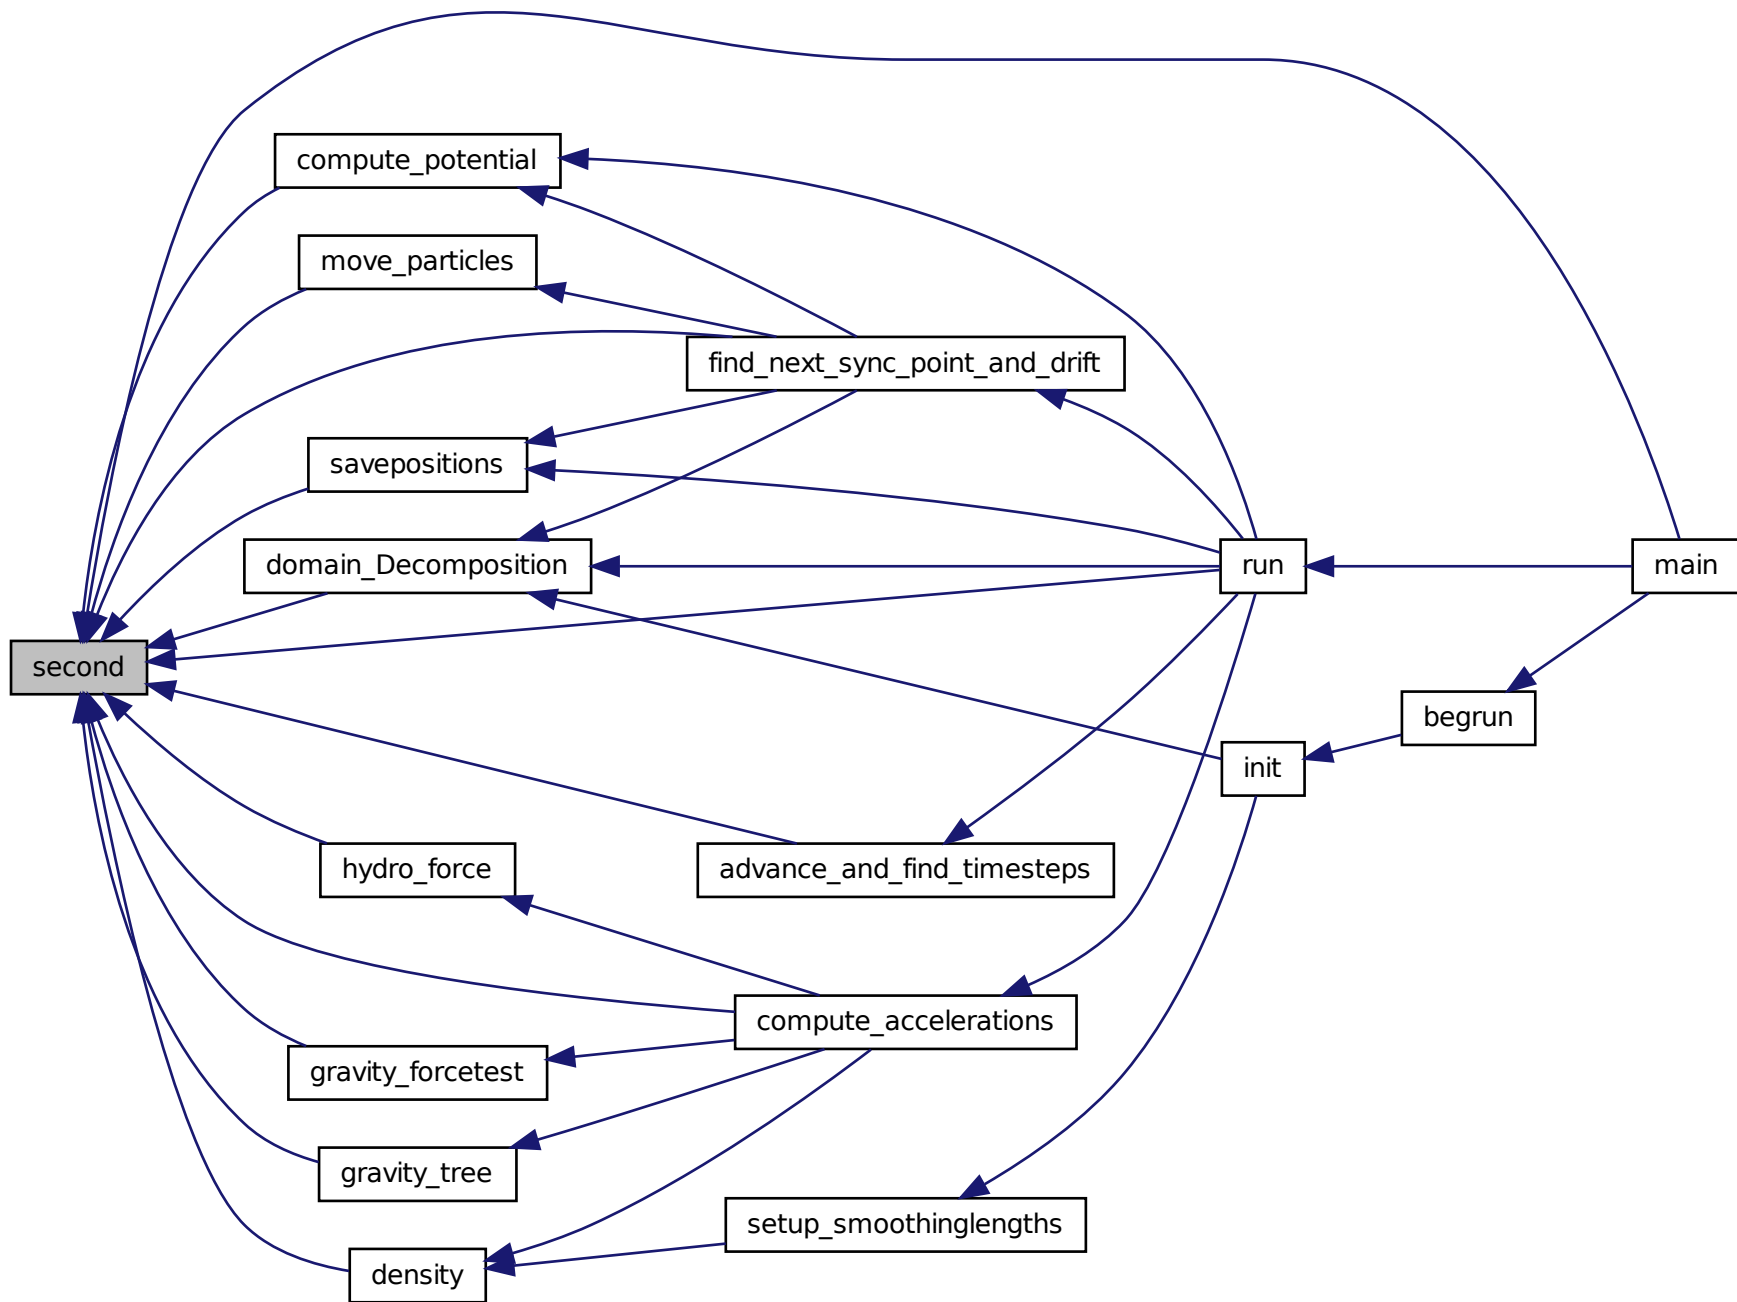 compute_potential
move_particles
find_next_sync_point_and_drift
savepositions
domain_Decomposition
run
main
second
begrun
init
hydro_force
advance_and_find_timesteps
compute_accelerations
gravity_forcetest
gravity_tree
setup_smoothinglengths
density